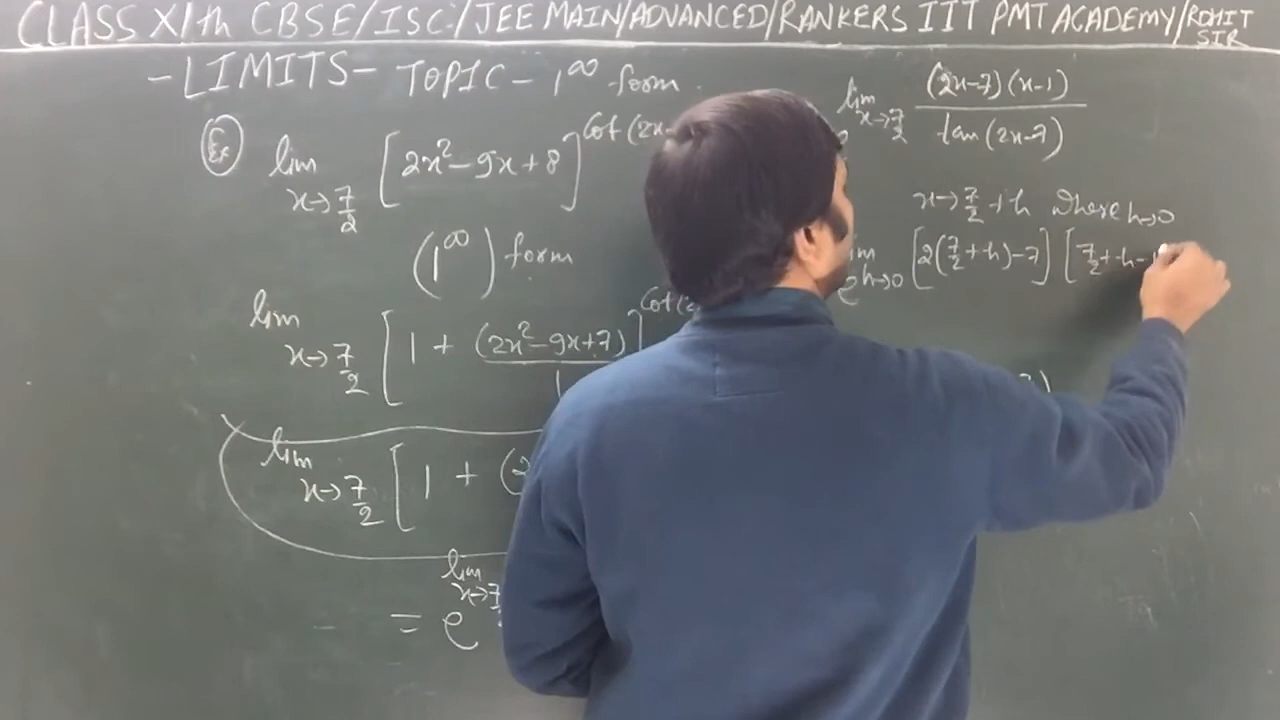 CLASS XIth CBSE/ISC/JEE MAIN/ADVANCED/RANKERS IIT PMT ACADEMY/ROHIT SIR
-LIMITS- TOPIC - 1^∞ form
Ex lim x→7/2 [2x²-9x+8]^cot(2x-
(1^∞) form
lim x→7/2 [1 + (2x²-9x+7)/1]^cot(2
lim x→7/2 [1 + (2
= e^lim x→7
lim x→7/2 (2x-7)(x-1)/tan(2x-7)
x→7/2+h where h→0
e^lim h→0 [2(7/2+h)-7][7/2+h-1